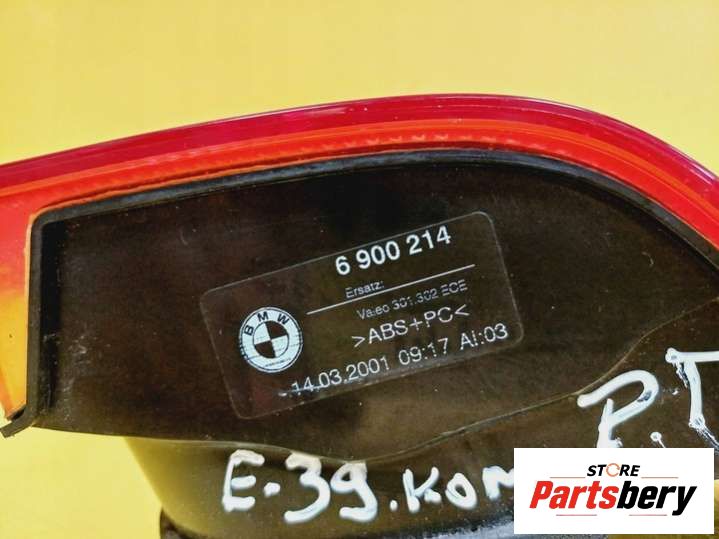 6 900 214
Ersatz:
Valeo 301.302 ECE
>ABS+PC<
BMW
14.03.2001 09:17 AI:03
E-39.КОМ
STORE
Partsbery